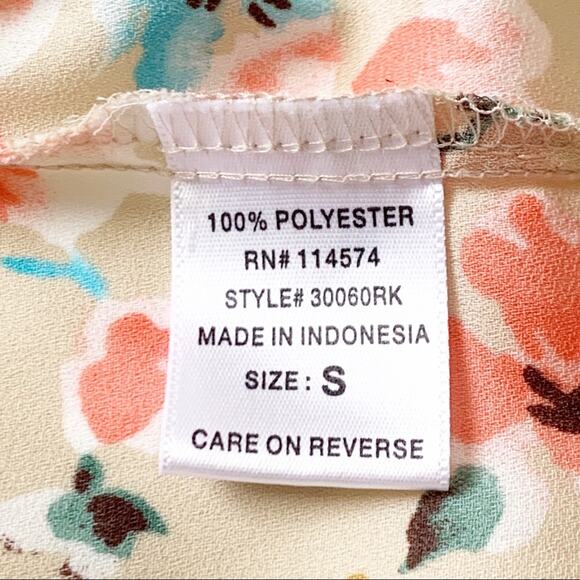 100% POLYESTER
RN# 114574
STYLE# 30060RK
MADE IN INDONESIA
SIZE: S
CARE ON REVERSE